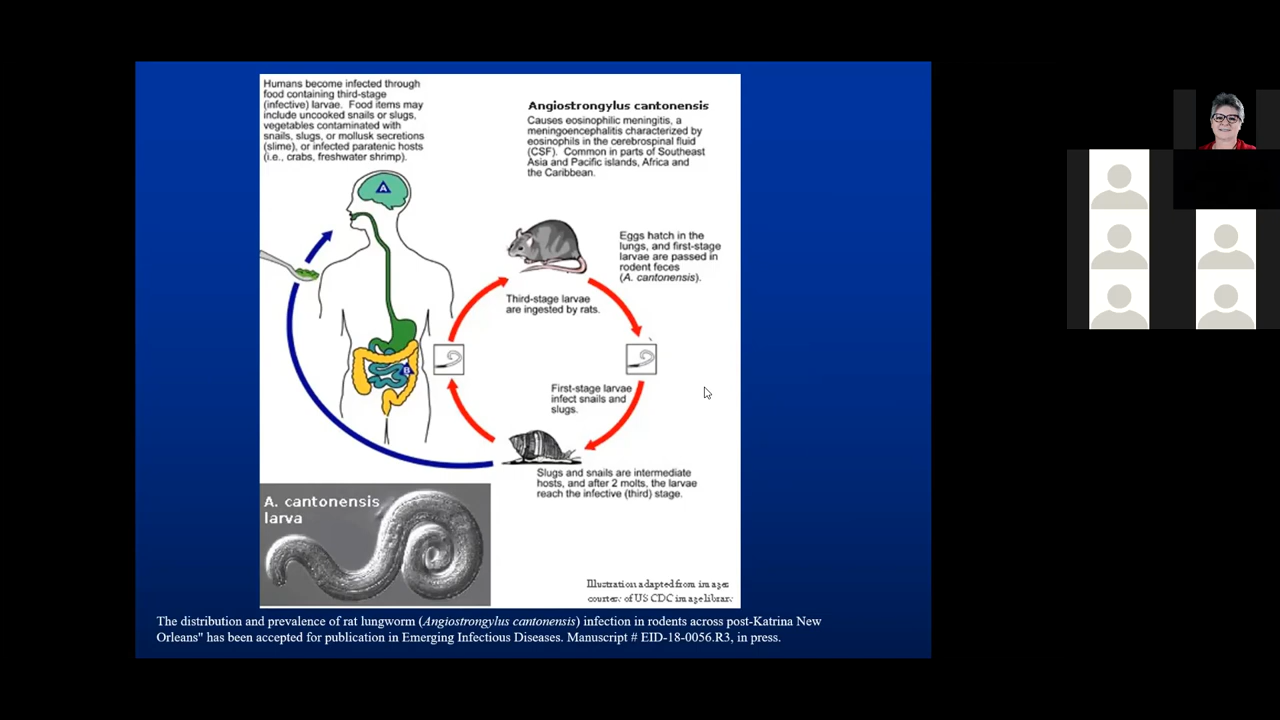 Humans become infected through
food containing third-stage
(infective) larvae. Food items may
include uncooked snails or slugs,
vegetables contaminated with
snails, slugs, or mollusk secretions
(slime), or infected paratenic hosts
(i.e., crabs, freshwater shrimp).
Angiostrongylus cantonensis
Causes eosinophilic meningitis, a
meningoencephalitis characterized by
eosinophils in the cerebrospinal fluid
(CSF). Common in parts of Southeast
Asia and Pacific islands, Africa and
the Caribbean.
A
Eggs hatch in the
lungs, and first-stage
larvae are passed in
rodent feces
(A. cantonensis).
Third-stage larvae
are ingested by rats.
B
First-stage larvae
infect snails and
slugs.
Slugs and snails are intermediate
hosts, and after 2 molts, the larvae
reach the infective (third) stage.
A. cantonensis
larva
Illustration adapted from images
courtesy of US CDC image library
The distribution and prevalence of rat lungworm (Angiostrongylus cantonensis) infection in rodents across post-Katrina New
Orleans" has been accepted for publication in Emerging Infectious Diseases. Manuscript # EID-18-0056.R3, in press.